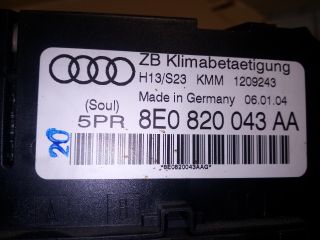 ZB Klimabetaetigung
H13/S23 KMM 1209243
Made in Germany 06.01.04
(Soul)
5PR 8E0 820 043 AA
20
*8E0820043AAG*